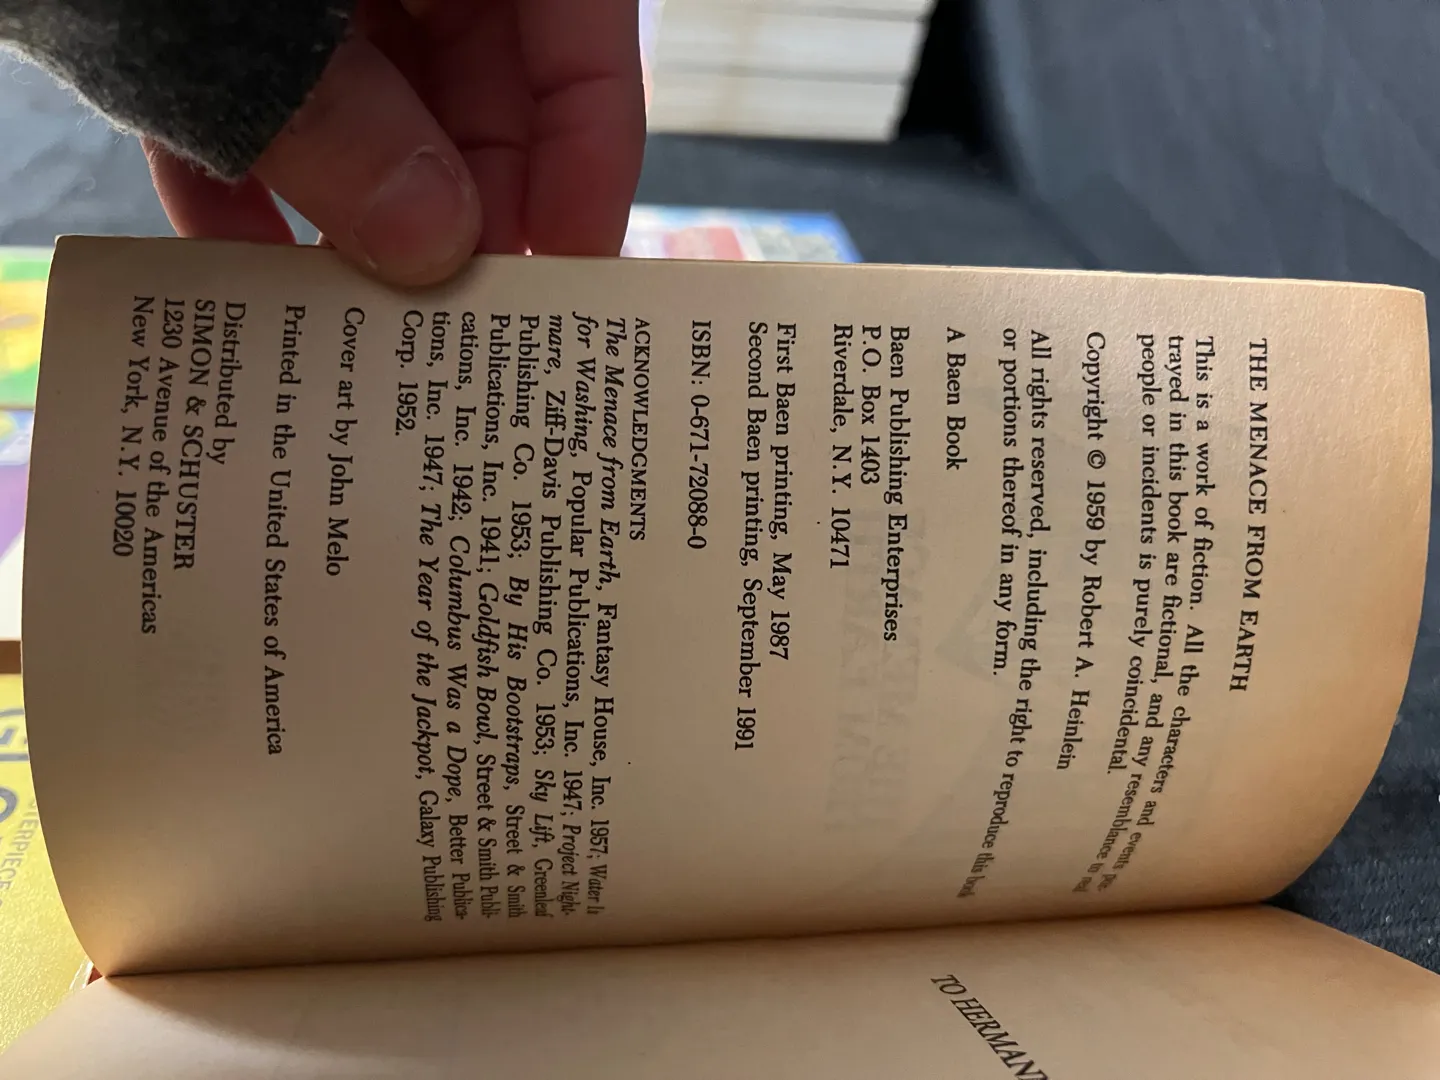 THE MENACE FROM EARTH
This is a work of fiction. All the characters and events por-
trayed in this book are fictional, and any resemblance to real
people or incidents is purely coincidental.
Copyright © 1959 by Robert A. Heinlein
All rights reserved, including the right to reproduce this book
or portions thereof in any form.
A Baen Book
Baen Publishing Enterprises
P.O. Box 1403
Riverdale, N.Y. 10471
First Baen printing, May 1987
Second Baen printing, September 1991
ISBN: 0-671-72088-0
ACKNOWLEDGMENTS
The Menace from Earth, Fantasy House, Inc. 1957; Water Is
for Washing, Popular Publications, Inc. 1947; Project Night-
mare, Ziff-Davis Publishing Co. 1953; Sky Lift, Greenleaf
Publishing Co. 1953; By His Bootstraps, Street & Smith
Publications, Inc. 1941; Goldfish Bowl, Street & Smith Publi-
cations, Inc. 1942; Columbus Was a Dope, Better Publica-
tions, Inc. 1947; The Year of the Jackpot, Galaxy Publishing
Corp. 1952.
Cover art by John Melo
Printed in the United States of America
Distributed by
SIMON & SCHUSTER
1230 Avenue of the Americas
New York, N.Y. 10020
TO HERMANN